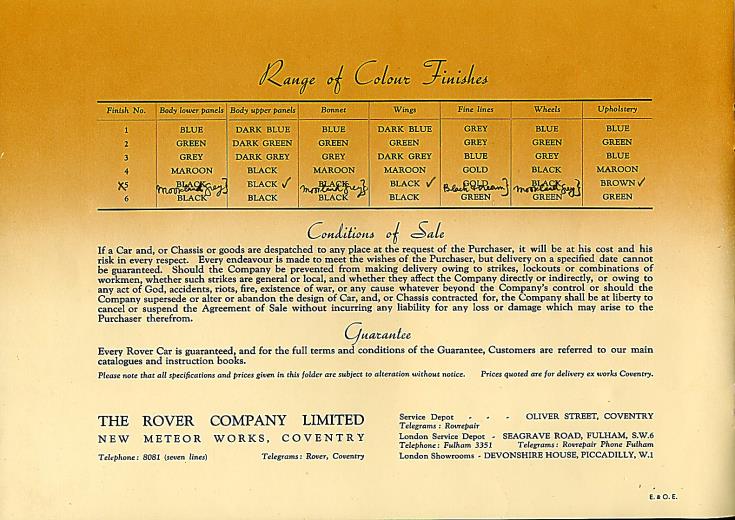 Range of Colour Finishes
Finish No. Body lower panels Body upper panels Bonnet Wings Fine lines Wheels Upholstery
1 BLUE DARK BLUE BLUE DARK BLUE GREY BLUE BLUE
2 GREEN DARK GREEN GREEN GREEN GREEN GREEN GREEN
3 GREY DARK GREY GREY DARK GREY BLUE GREY BLUE
4 MAROON BLACK MAROON MAROON GOLD BLACK MAROON
x5 BLACK BLACK ✓ BLACK BLACK ✓ GOLD BLACK BROWN ✓
6 BLACK BLACK BLACK BLACK GREEN GREEN GREEN
Conditions of Sale
If a Car and, or Chassis or goods are despatched to any place at the request of the Purchaser, it will be at his cost and his
risk in every respect. Every endeavour is made to meet the wishes of the Purchaser, but delivery on a specified date cannot
be guaranteed. Should the Company be prevented from making delivery owing to strikes, lockouts or combinations of
workmen, whether such strikes are general or local, and whether they affect the Company directly or indirectly, or owing to
any act of God, accidents, riots, fire, existence of war, or any cause whatever beyond the Company's control or should the
Company supersede or alter or abandon the design of Car, and, or Chassis contracted for, the Company shall be at liberty to
cancel or suspend the Agreement of Sale without incurring any liability for any loss or damage which may arise to the
Purchaser therefrom.
Guarantee
Every Rover Car is guaranteed, and for the full terms and conditions of the Guarantee, Customers are referred to our main
catalogues and instruction books.
Please note that all specifications and prices given in this folder are subject to alteration without notice. Prices quoted are for delivery ex works Coventry.
THE ROVER COMPANY LIMITED
NEW METEOR WORKS, COVENTRY
Telephone: 8081 (seven lines) Telegrams: Rover, Coventry
Service Depot - - - OLIVER STREET, COVENTRY
Telegrams: Rovrepair
London Service Depot - SEAGRAVE ROAD, FULHAM, S.W.6
Telephone: Fulham 3351 Telegrams: Rovrepair Phone Fulham
London Showrooms - DEVONSHIRE HOUSE, PICCADILLY, W.1
E. & O. E.